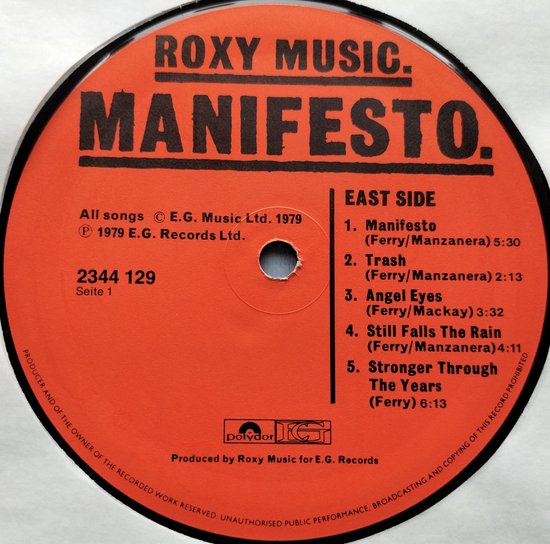 ROXY MUSIC.
MANIFESTO.
EAST SIDE
All songs © E.G. Music Ltd. 1979
℗ 1979 E.G. Records Ltd.
2344 129
Seite 1
1. Manifesto
(Ferry/Manzanera) 5:30
2. Trash
(Ferry/Manzanera) 2:13
3. Angel Eyes
(Ferry/Mackay) 3:32
4. Still Falls The Rain
(Ferry/Manzanera) 4:11
5. Stronger Through
The Years
(Ferry) 6:13
polydor EG
Produced by Roxy Music for E.G. Records
PRODUCER AND OF THE OWNER OF THE RECORDED WORK RESERVED. UNAUTHORISED PUBLIC PERFORMANCE, BROADCASTING AND COPYING OF THIS RECORD PROHIBITED